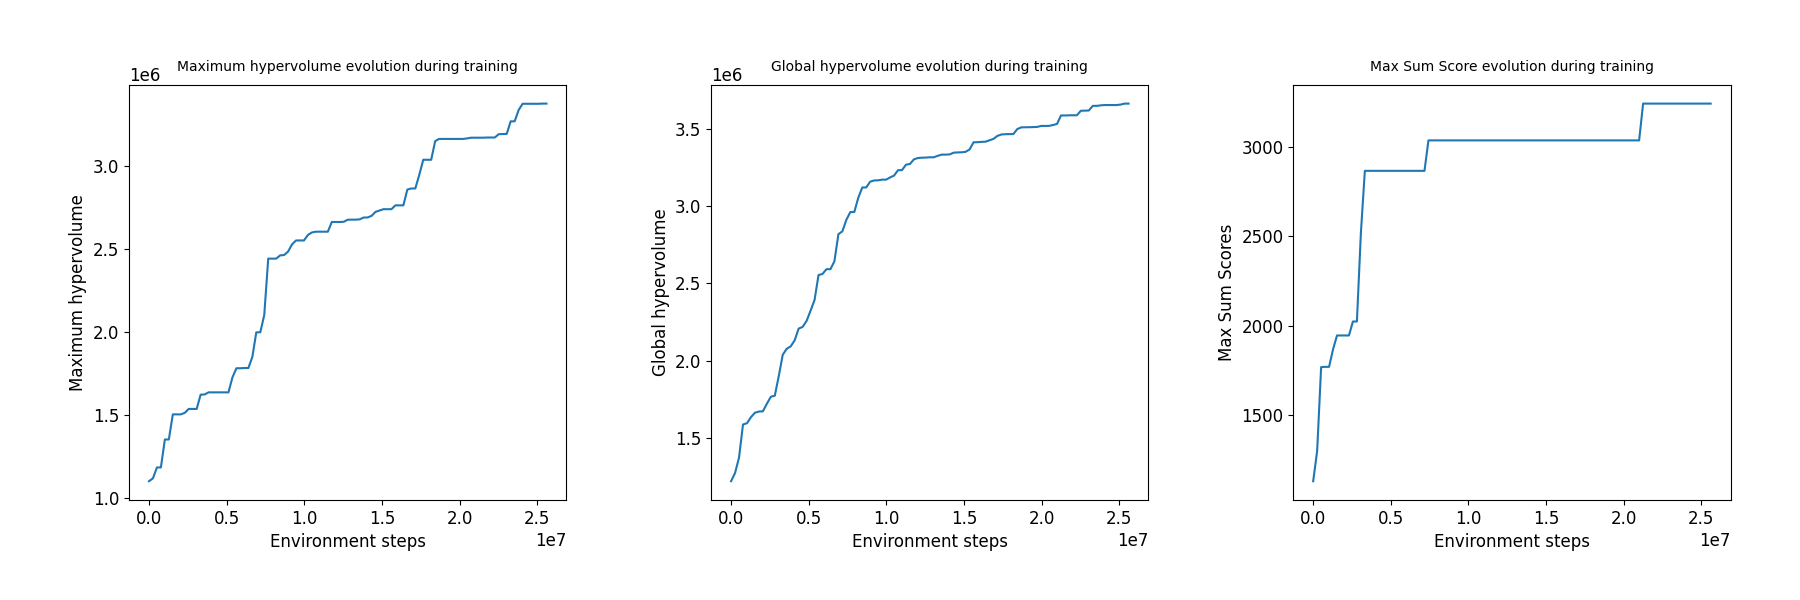 Maximum hypervolume evolution during training
1e6
Maximum hypervolume
3.0
2.5
2.0
1.5
1.0
0.0 0.5 1.0 1.5 2.0 2.5
Environment steps
1e7
Global hypervolume evolution during training
1e6
Global hypervolume
3.5
3.0
2.5
2.0
1.5
0.0 0.5 1.0 1.5 2.0 2.5
Environment steps
1e7
Max Sum Score evolution during training
Max Sum Scores
3000
2500
2000
1500
0.0 0.5 1.0 1.5 2.0 2.5
Environment steps
1e7